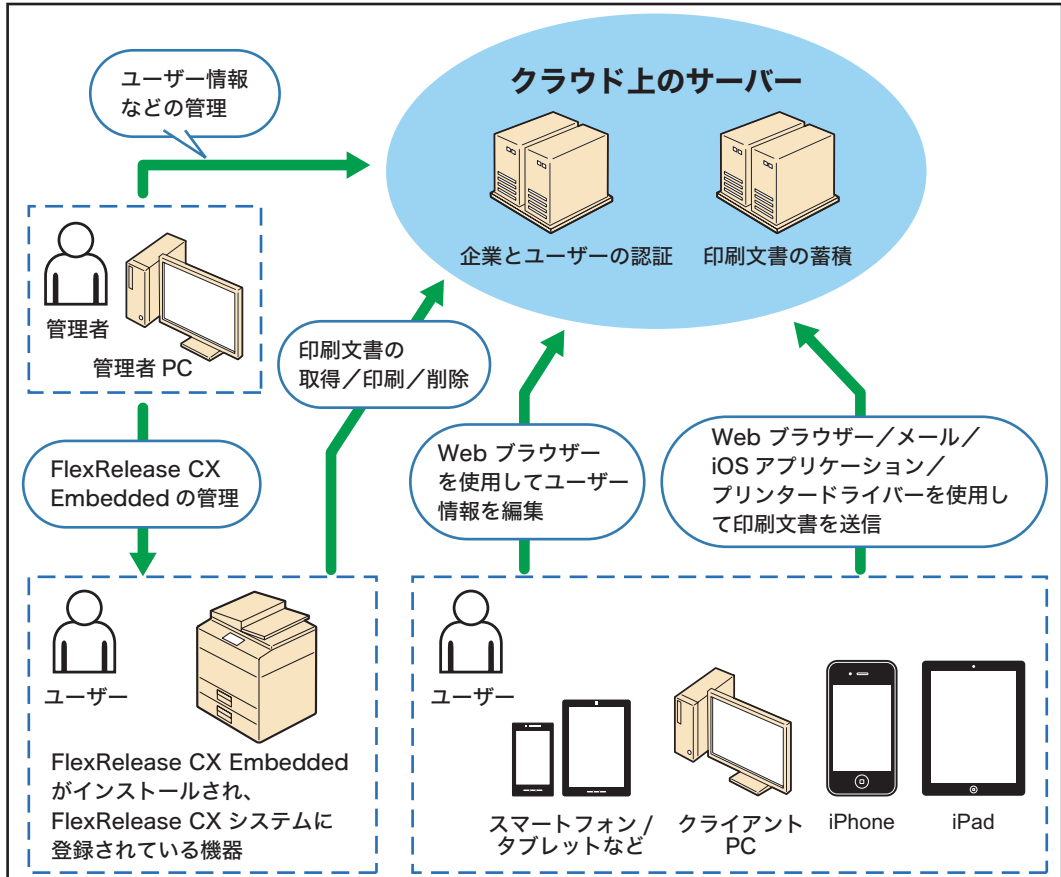 ユーザー情報
などの管理
クラウド上のサーバー
企業とユーザーの認証
印刷文書の蓄積
管理者
管理者 PC
印刷文書の
取得／印刷／削除
FlexRelease CX
Embedded の管理
Web ブラウザー
を使用してユーザー
情報を編集
Web ブラウザー／メール／
iOS アプリケーション／
プリンタードライバーを使用し
て印刷文書を送信
ユーザー
FlexRelease CX Embedded
がインストールされ、
FlexRelease CX システムに
登録されている機器
ユーザー
スマートフォン /
タブレットなど
クライアント
PC
iPhone
iPad